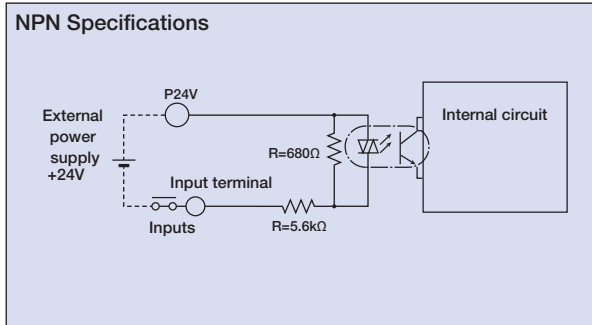 NPN Specifications
P24V
External
power
supply
+24V
Internal circuit
R=680Ω
Input terminal
Inputs
R=5.6kΩ